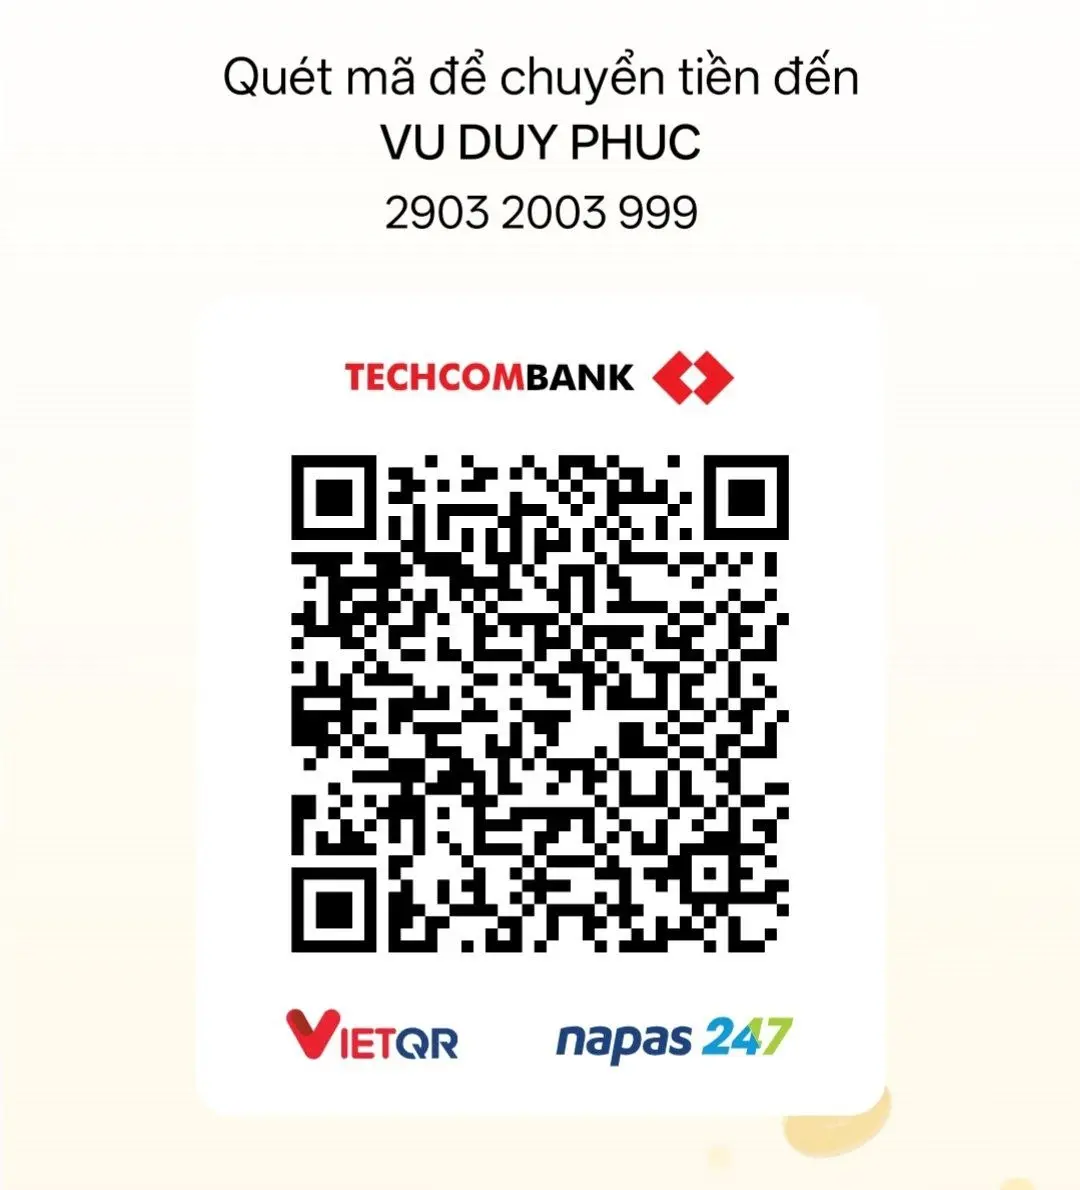 Quét mã để chuyển tiền đến
VU DUY PHUC
2903 2003 999
TECHCOMBANK
VIETQR
napas 247